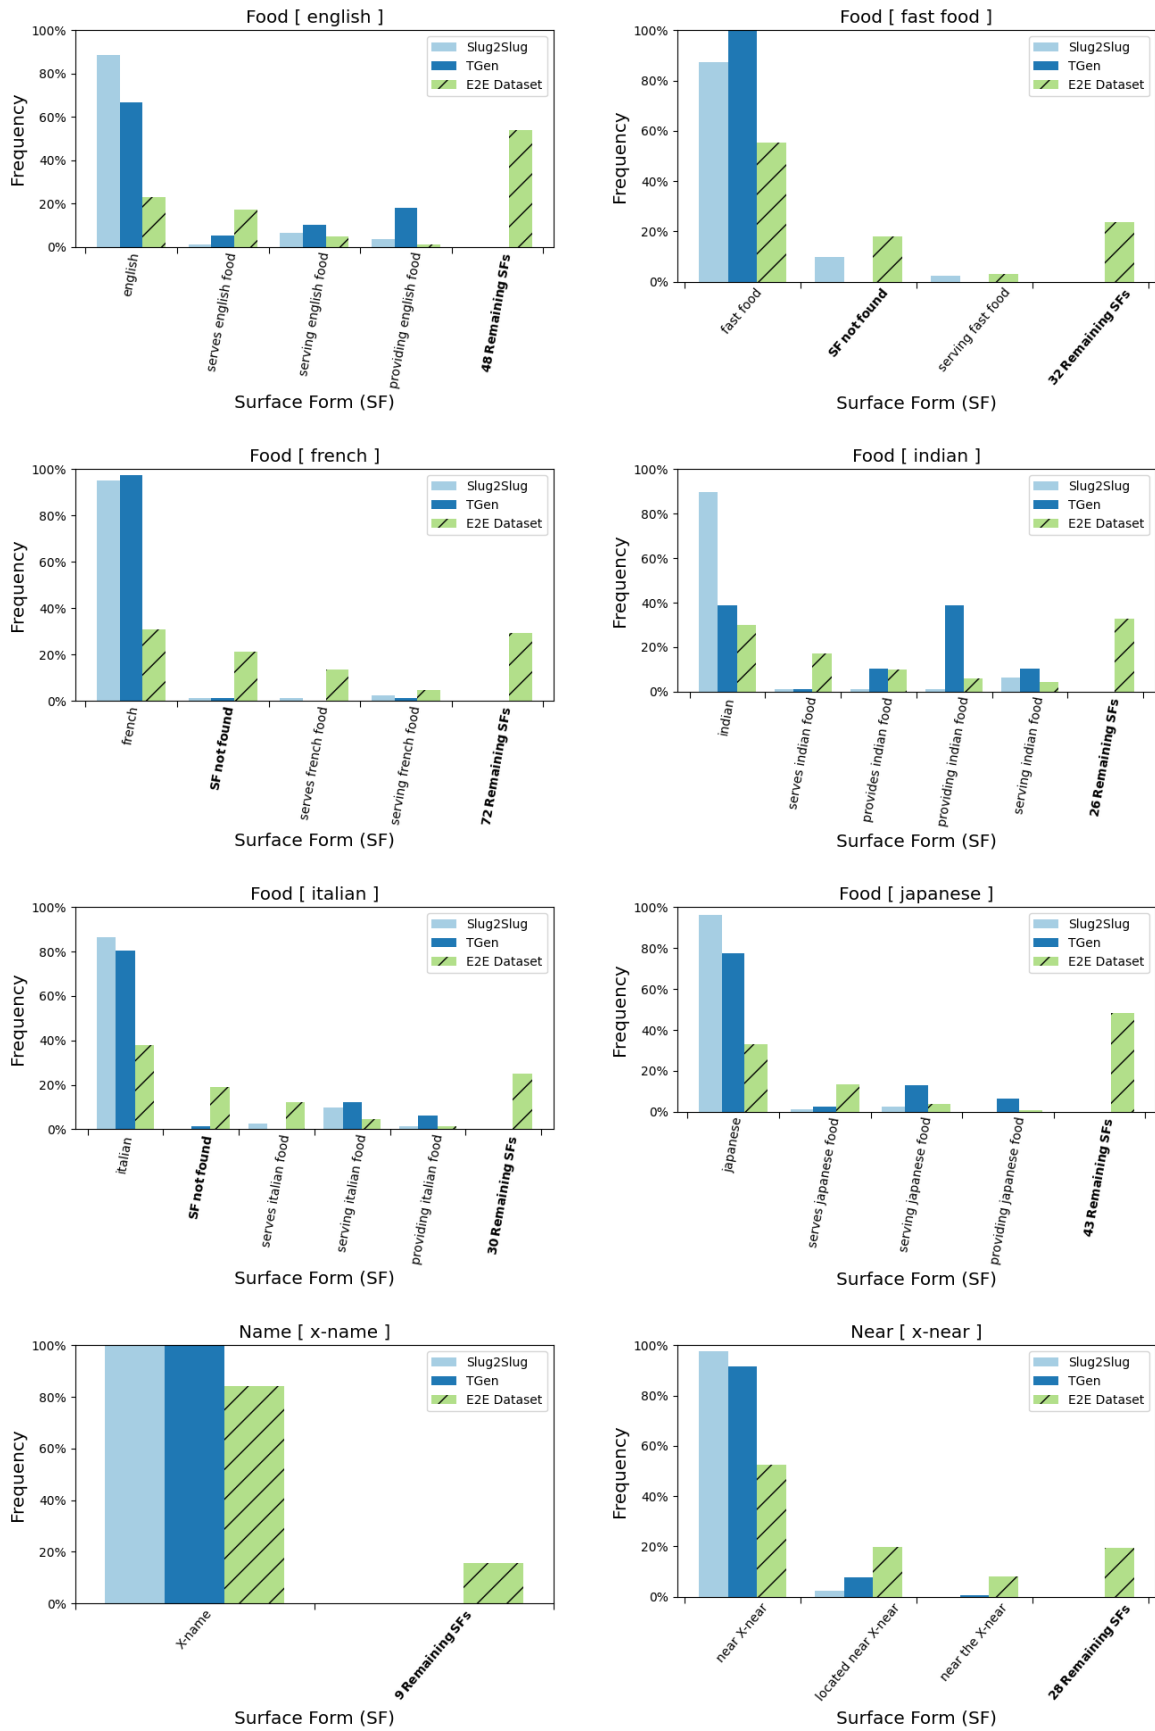 Food [ english ]
100%
80%
60%
40%
20%
0%
Frequency
Slug2Slug
TGen
E2E Dataset
english
serves english food
serving english food
providing english food
48 Remaining SFs
Surface Form (SF)
Food [ fast food ]
100%
80%
60%
40%
20%
0%
Frequency
Slug2Slug
TGen
E2E Dataset
fast food
SF not found
serving fast food
32 Remaining SFs
Surface Form (SF)
Food [ french ]
100%
80%
60%
40%
20%
0%
Frequency
Slug2Slug
TGen
E2E Dataset
french
SF not found
serves french food
serving french food
72 Remaining SFs
Surface Form (SF)
Food [ indian ]
100%
80%
60%
40%
20%
0%
Frequency
Slug2Slug
TGen
E2E Dataset
indian
serves indian food
provides indian food
providing indian food
serving indian food
26 Remaining SFs
Surface Form (SF)
Food [ italian ]
100%
80%
60%
40%
20%
0%
Frequency
Slug2Slug
TGen
E2E Dataset
italian
SF not found
serves italian food
serving italian food
providing italian food
30 Remaining SFs
Surface Form (SF)
Food [ japanese ]
100%
80%
60%
40%
20%
0%
Frequency
Slug2Slug
TGen
E2E Dataset
japanese
serves japanese food
serving japanese food
providing japanese food
43 Remaining SFs
Surface Form (SF)
Name [ x-name ]
100%
80%
60%
40%
20%
0%
Frequency
Slug2Slug
TGen
E2E Dataset
X-name
9 Remaining SFs
Surface Form (SF)
Near [ x-near ]
100%
80%
60%
40%
20%
0%
Frequency
Slug2Slug
TGen
E2E Dataset
near X-near
located near X-near
near the X-near
28 Remaining SFs
Surface Form (SF)